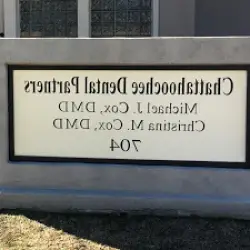 Chattahoochee Dental Partners
Michael J. Cox, DMD
Christina M. Cox, DMD
704